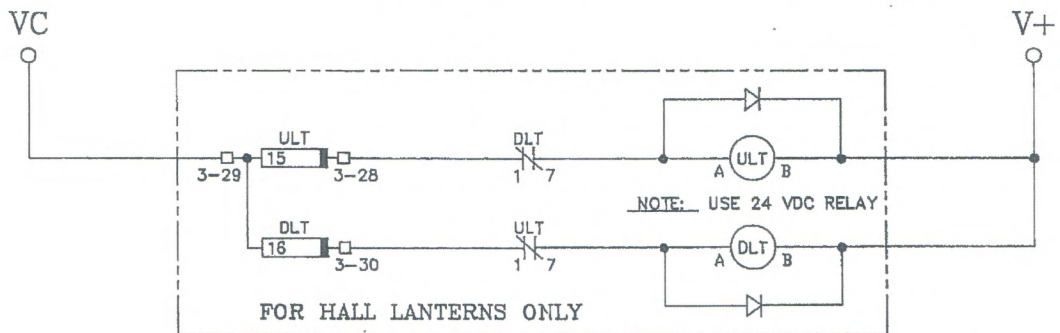 VC
V+
ULT
15
3-29
3-28
DLT
1 7
A ULT B
NOTE: USE 24 VDC RELAY
DLT
16
3-30
ULT
1 7
A DLT B
FOR HALL LANTERNS ONLY